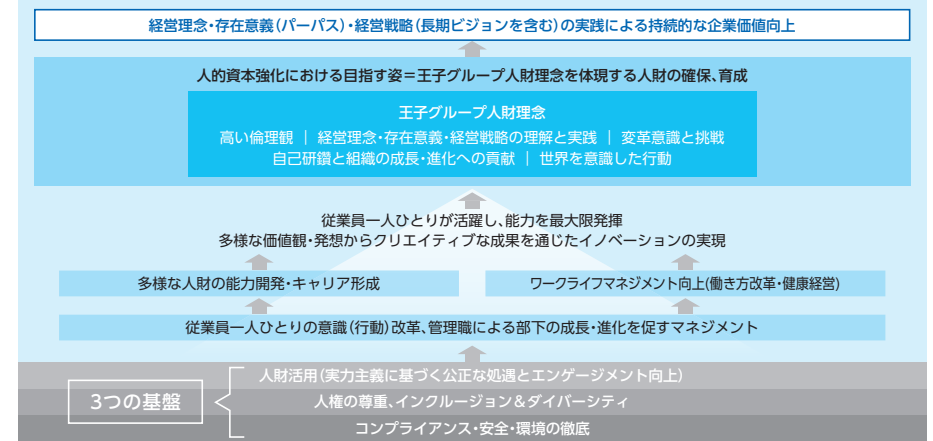 経営理念・存在意義(パーパス)・経営戦略(長期ビジョンを含む)の実践による持続的な企業価値向上
人的資本強化における目指す姿=王子グループ人財理念を体現する人財の確保、育成
王子グループ人財理念
高い倫理観 | 経営理念・存在意義・経営戦略の理解と実践 | 変革意識と挑戦
自己研鑽と組織の成長・進化への貢献 | 世界を意識した行動
従業員一人ひとりが活躍し、能力を最大限発揮
多様な価値観・発想からクリエイティブな成果を通じたイノベーションの実現
多様な人財の能力開発・キャリア形成
ワークライフマネジメント向上(働き方改革・健康経営)
従業員一人ひとりの意識(行動)改革、管理職による部下の成長・進化を促すマネジメント
3つの基盤
人財活用(実力主義に基づく公正な処遇とエンゲージメント向上)
人権の尊重、インクルージョン&ダイバーシティ
コンプライアンス・安全・環境の徹底